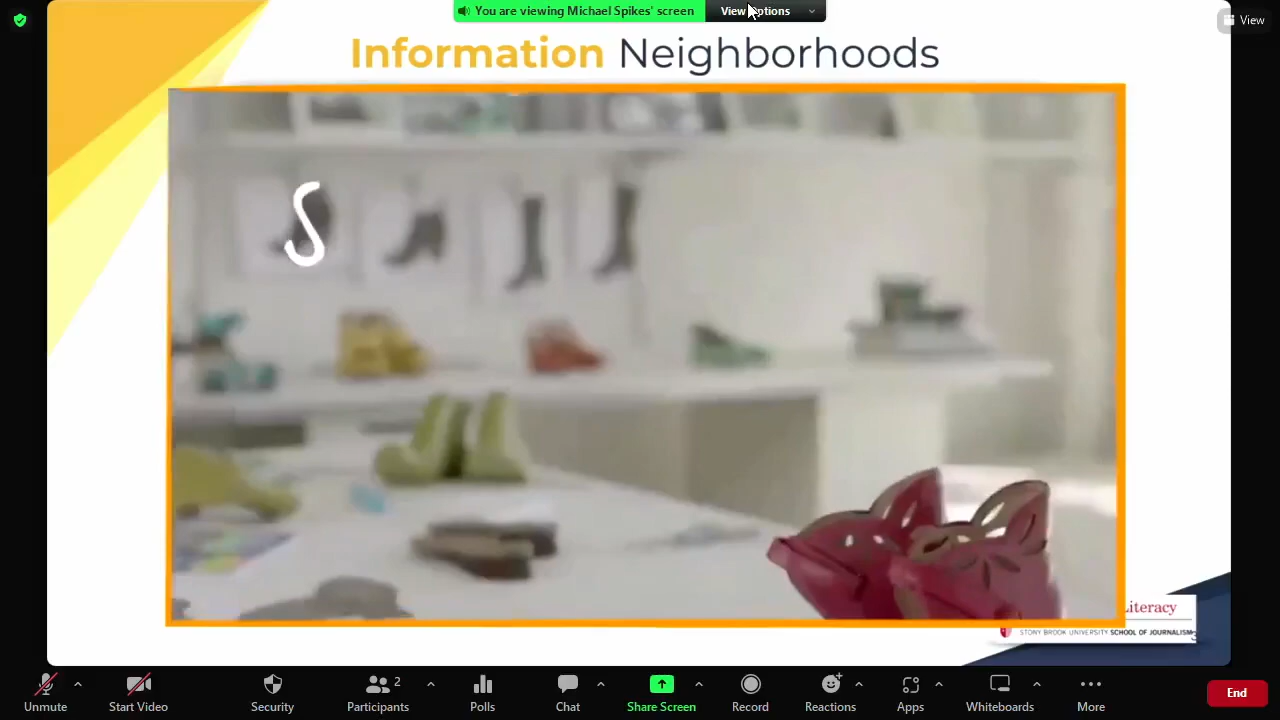 You are viewing Michael Spikes' screen
View Options
View
Information Neighborhoods
S
Literacy
STONY BROOK UNIVERSITY SCHOOL OF JOURNALISM
Unmute
Start Video
Security
Participants
2
Polls
Chat
Share Screen
Record
Reactions
Apps
Whiteboards
More
End